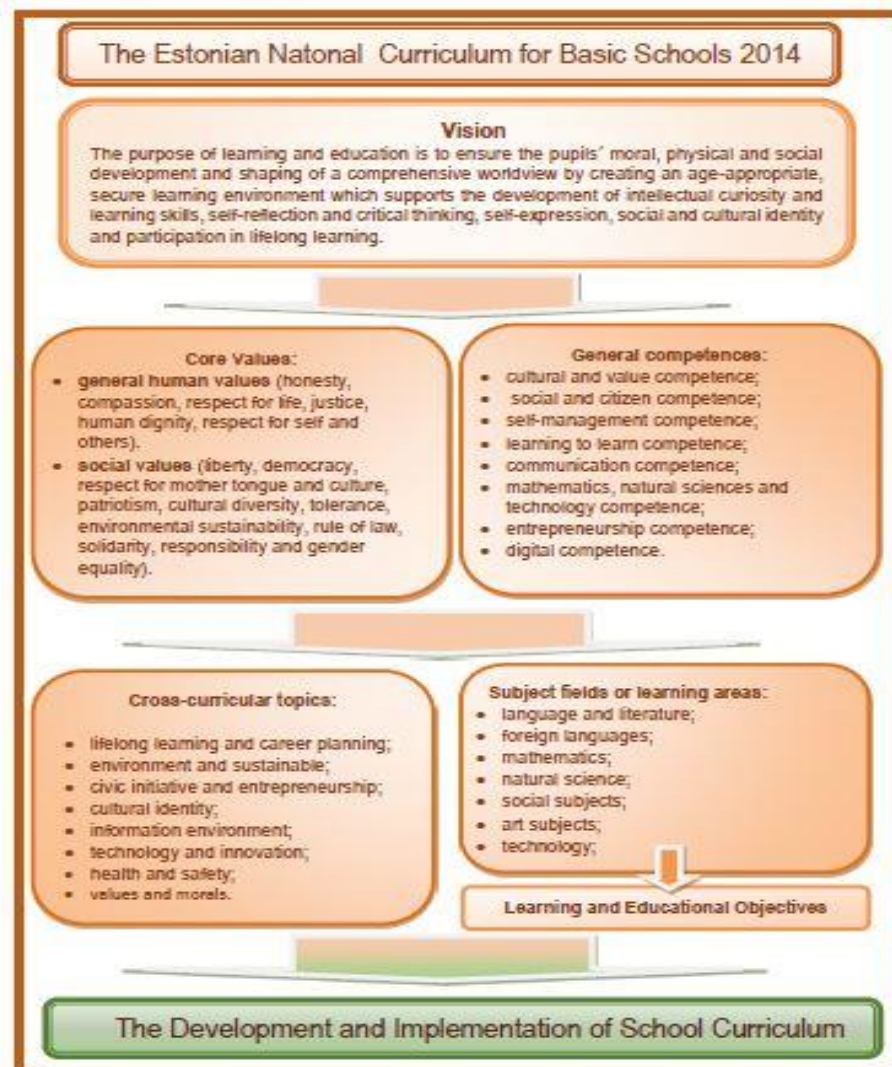 The Estonian Natonal Curriculum for Basic Schools 2014
Vision
The purpose of learning and education is to ensure the pupils´ moral, physical and social
development and shaping of a comprehensive worldview by creating an age-appropriate,
secure learning environment which supports the development of intellectual curiosity and
learning skills, self-reflection and critical thinking, self-expression, social and cultural identity
and participation in lifelong learning.
Core Values:
• general human values (honesty,
compassion, respect for life, justice,
human dignity, respect for self and
others).
• social values (liberty, democracy,
respect for mother tongue and culture,
patriotism, cultural diversity, tolerance,
environmental sustainability, rule of law,
solidarity, responsibility and gender
equality).
General competences:
• cultural and value competence;
• social and citizen competence;
• self-management competence;
• learning to learn competence;
• communication competence;
• mathematics, natural sciences and
technology competence;
• entrepreneurship competence;
• digital competence.
Cross-curricular topics:
• lifelong learning and career planning;
• environment and sustainable;
• civic initiative and entrepreneurship;
• cultural identity;
• information environment;
• technology and innovation;
• health and safety;
• values and morals.
Subject fields or learning areas:
• language and literature;
• foreign languages;
• mathematics;
• natural science;
• social subjects;
• art subjects;
• technology;
Learning and Educational Objectives
The Development and Implementation of School Curriculum